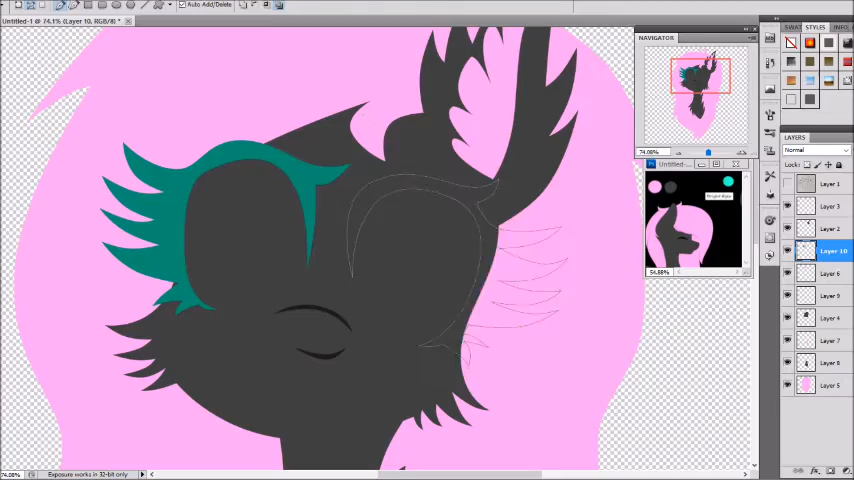 Auto Add/Delete
Untitled-1 @ 74.1% (Layer 10, RGB/8) *
NAVIGATOR
74.08%
SWAT
STYLES
INFO
Untitled-...
54.88%
LAYERS
Normal
Lock:
Layer 1
Layer 3
Layer 2
Layer 10
Layer 6
Layer 9
Layer 4
Layer 7
Layer 8
Layer 5
74.08%
Exposure works in 32-bit only